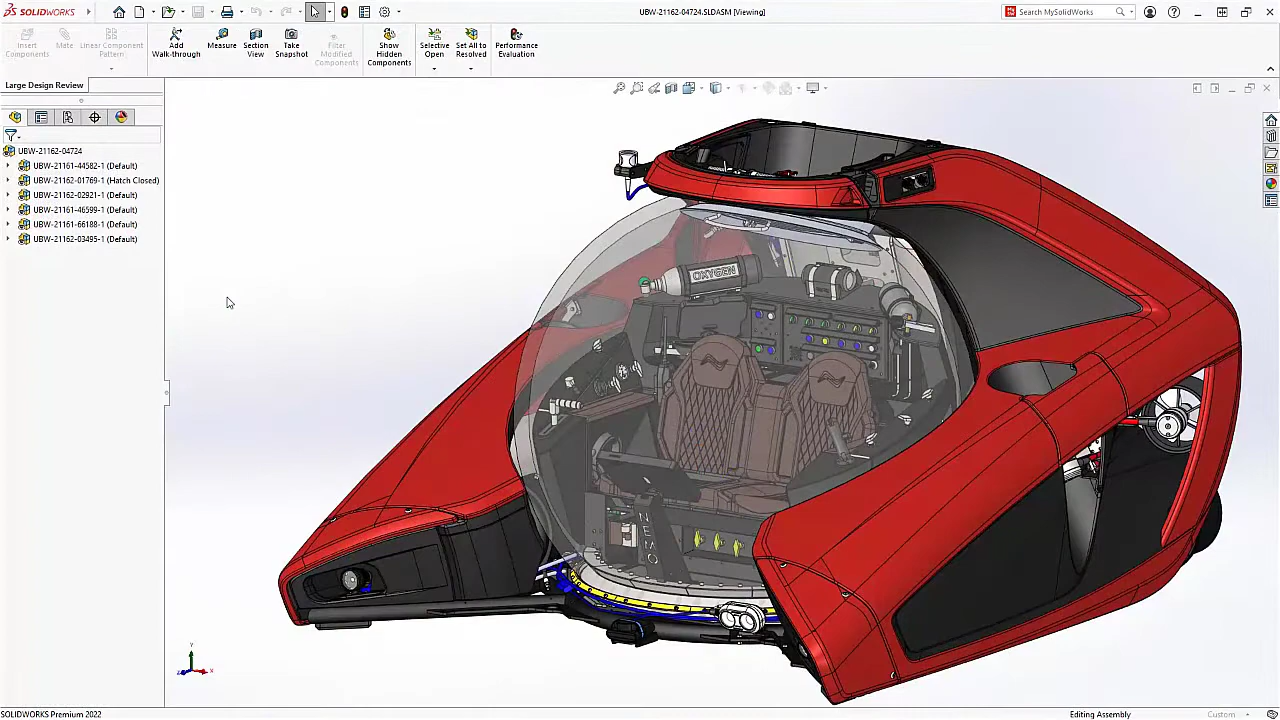 SOLIDWORKS
UBW-21162-04724.SLDASM [Viewing]
Search MySolidWorks
Insert Components
Mate
Linear Component Pattern
Add Walk-through
Measure
Section View
Take Snapshot
Filter Modified Components
Show Hidden Components
Selective Open
Set All to Resolved
Performance Evaluation
Large Design Review
UBW-21162-04724
UBW-21161-44582-1 (Default)
UBW-21162-01769-1 (Hatch Closed)
UBW-21162-02921-1 (Default)
UBW-21161-46599-1 (Default)
UBW-21161-66188-1 (Default)
UBW-21162-03495-1 (Default)
OXYGEN
NEMO
SOLIDWORKS Premium 2022
Editing Assembly
Custom